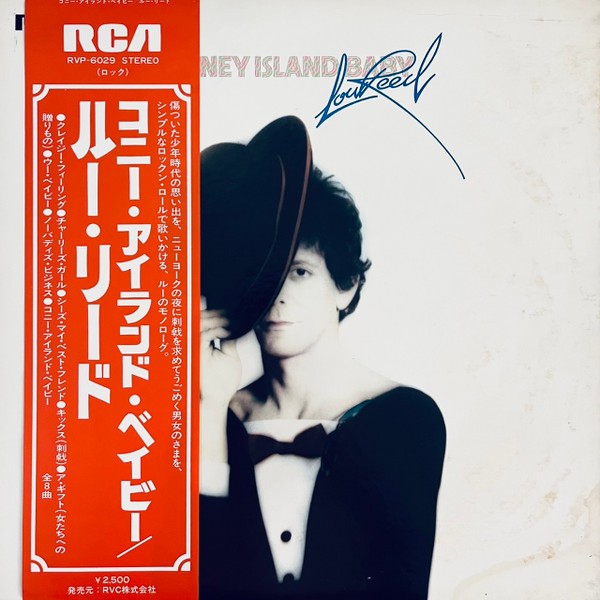 コニー・アイランド・ベイビー ルー・リード
RCA
RVP-6029 STEREO
(ロック)
NEY ISLAND BABY
Lou Reed
傷ついた少年時代の思い出を、ニューヨークの夜に刺戟を求めてうごめく男女のさまを、
シンプルなロックン・ロールで歌いかける、ルーのモノローグ。
コニー・アイランド・ベイビー/
ルー・リード
●クレイジー・フィーリング●チャーリーズ・ガール●シーズ・マイ・ベスト・フレンド●キックス(刺戟)●ア・ギフト(女たちへの
贈りもの)●ウー・ベイビー●ノーバディズ・ビジネス●コニー・アイランド・ベイビー
全8曲
¥2,500
発売元:RVC株式会社